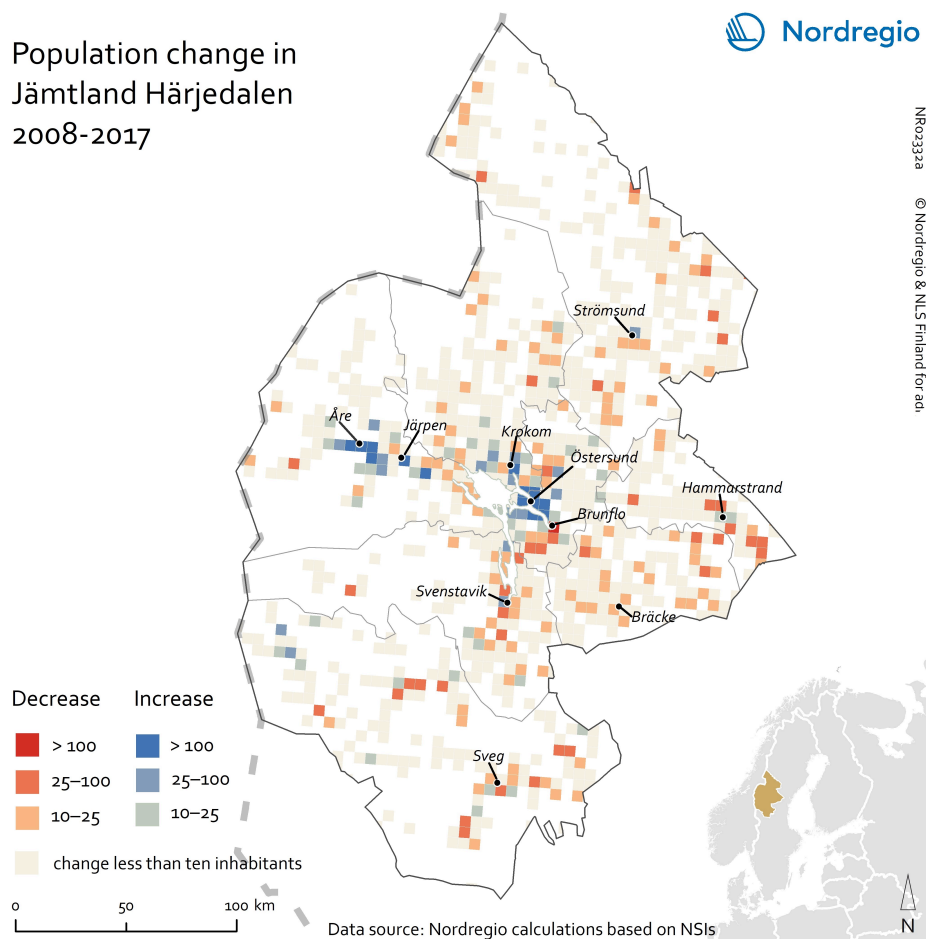 Population change in
Jämtland Härjedalen
2008-2017
Nordregio
NR02332a © Nordregio & NLS Finland for ad
Strömsund
Åre
Järpen
Krokom
Östersund
Hammarstrand
Brunflo
Svenstavik
Bräcke
Sveg
Decrease Increase
> 100 > 100
25–100 25–100
10–25 10–25
change less than ten inhabitants
0 50 100 km
N
Data source: Nordregio calculations based on NSIs